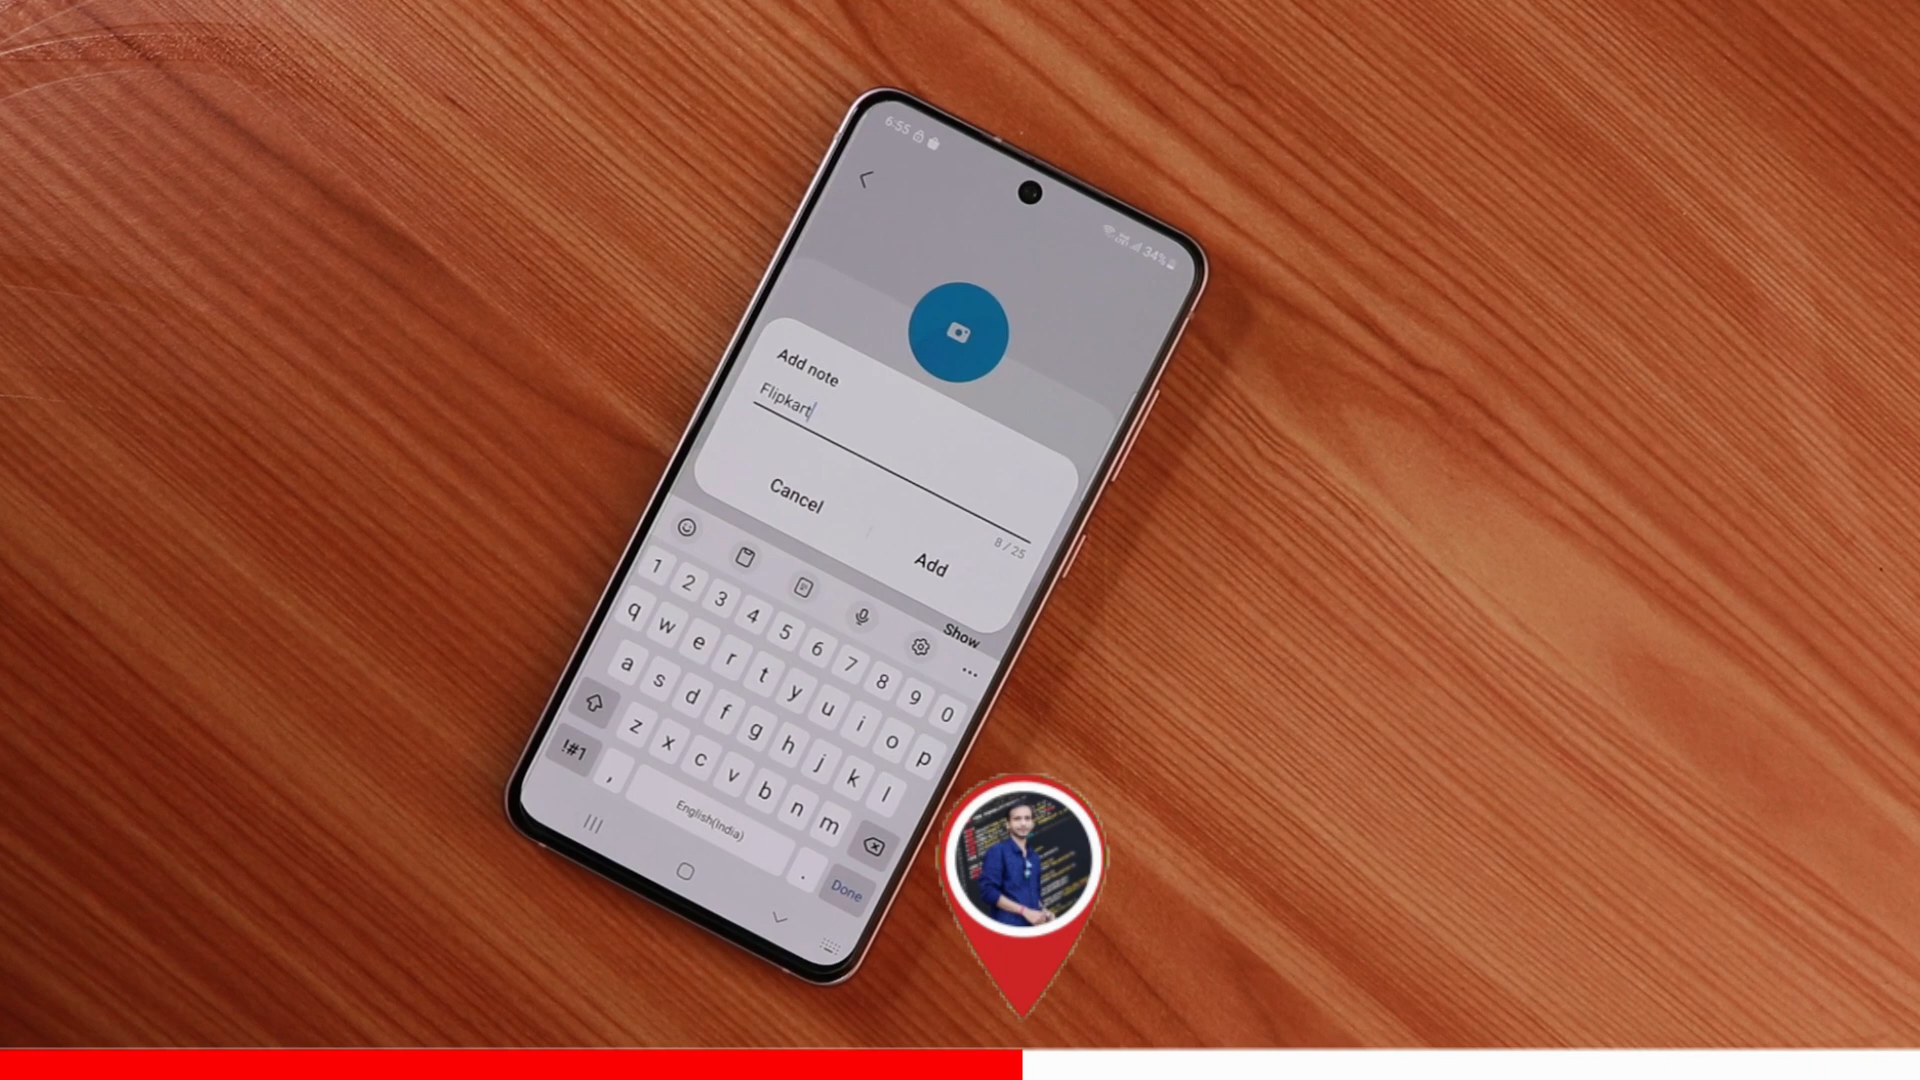 6:55
34%
Add note
Flipkart
8/25
Cancel
Add
Show
1 2 3 4 5 6 7 8 9 0
q w e r t y u i o p
a s d f g h j k l
z x c v b n m
!#1 , English(India) . Done